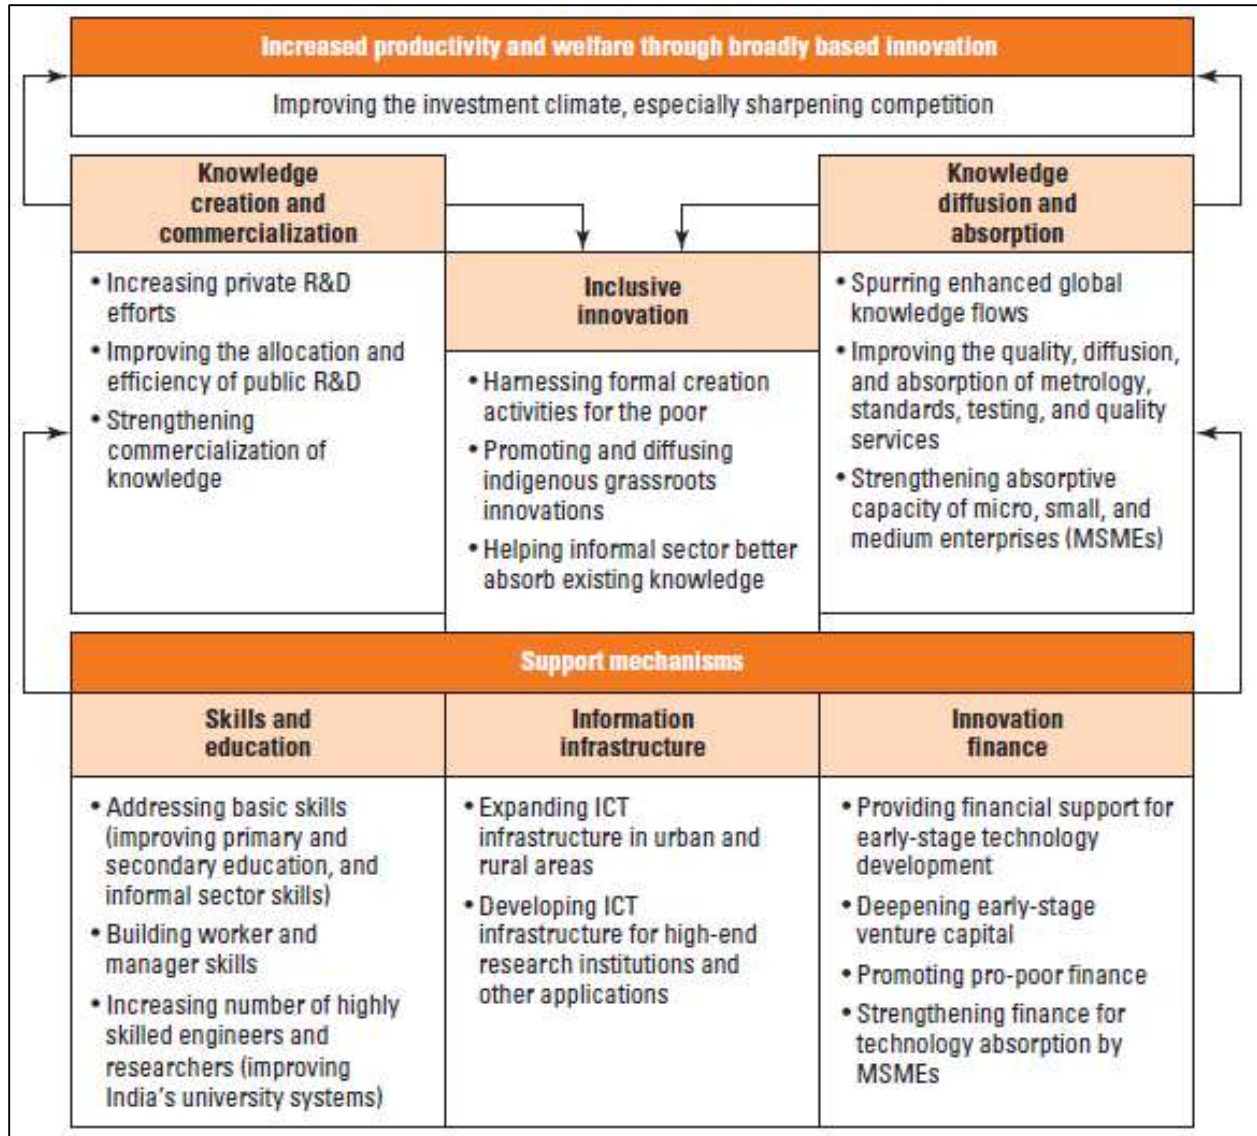 Increased productivity and welfare through broadly based innovation
Improving the investment climate, especially sharpening competition
Knowledge
creation and
commercialization
• Increasing private R&D
efforts
• Improving the allocation and
efficiency of public R&D
• Strengthening
commercialization of
knowledge
Inclusive
innovation
• Harnessing formal creation
activities for the poor
• Promoting and diffusing
indigenous grassroots
innovations
• Helping informal sector better
absorb existing knowledge
Knowledge
diffusion and
absorption
• Spurring enhanced global
knowledge flows
• Improving the quality, diffusion,
and absorption of metrology,
standards, testing, and quality
services
• Strengthening absorptive
capacity of micro, small, and
medium enterprises (MSMEs)
Support mechanisms
Skills and
education
• Addressing basic skills
(improving primary and
secondary education, and
informal sector skills)
• Building worker and
manager skills
• Increasing number of highly
skilled engineers and
researchers (improving
India's university systems)
Information
infrastructure
• Expanding ICT
infrastructure in urban and
rural areas
• Developing ICT
infrastructure for high-end
research institutions and
other applications
Innovation
finance
• Providing financial support for
early-stage technology
development
• Deepening early-stage
venture capital
• Promoting pro-poor finance
• Strengthening finance for
technology absorption by
MSMEs